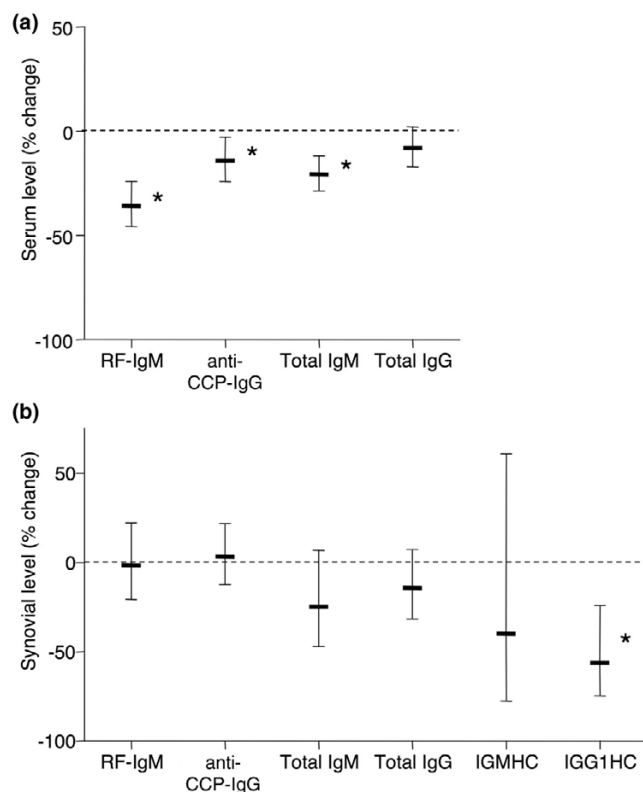 (a)
50
0
-50
-100
Serum level (% change)
*
*
*
RF-IgM
anti-
CCP-IgG
Total IgM
Total IgG
(b)
50
0
-50
-100
Synovial level (% change)
*
RF-IgM
anti-
CCP-IgG
Total IgM
Total IgG
IGMHC
IGG1HC